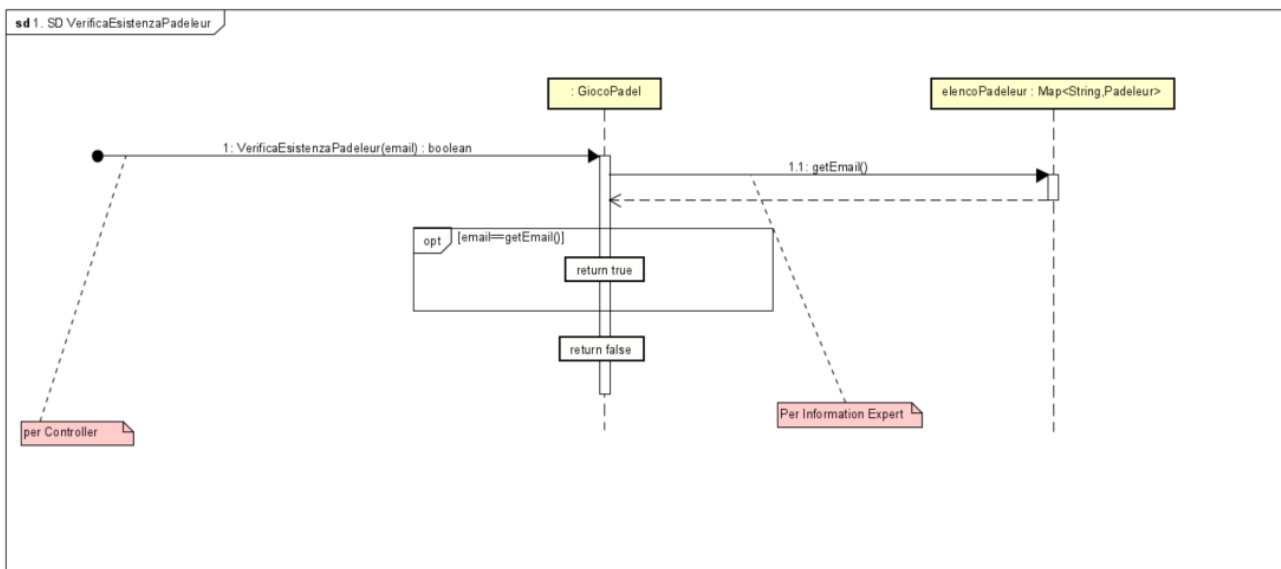 sd 1. SD VerificaEsistenzaPadeleur
: GiocoPadel
elencoPadeleur : Map<String,Padeleur>
1: VerificaEsistenzaPadeleur(email) : boolean
1.1: getEmail()
opt
[email==getEmail()]
return true
return false
per Controller
Per Information Expert